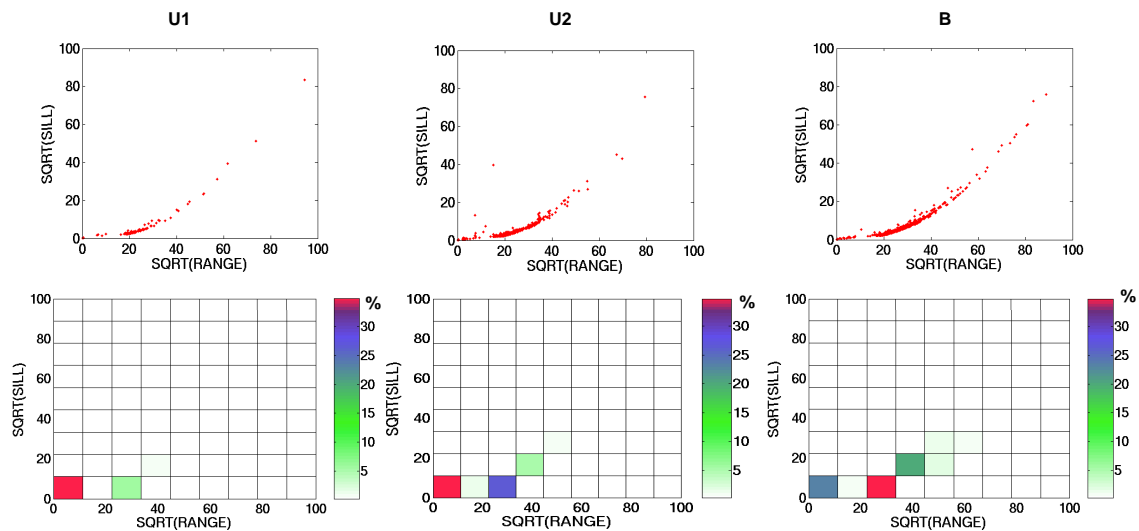 U1 U2 B
100 100 100
80 80 80
60 60 60
40 40 40
20 20 20
0 0 0
SQRT(SILL) SQRT(SILL) SQRT(SILL)
0 20 40 60 80 100 0 20 40 60 80 100 0 20 40 60 80 100
SQRT(RANGE) SQRT(RANGE) SQRT(RANGE)
% % %
100 100 100
80 30 80 30 80 30
25 25 25
60 20 60 20 60 20
40 15 40 15 40 15
10 10 10
20 5 20 5 20 5
0 0 0
SQRT(SILL) SQRT(SILL) SQRT(SILL)
0 20 40 60 80 100 0 20 40 60 80 100 0 20 40 60 80 100
SQRT(RANGE) SQRT(RANGE) SQRT(RANGE)